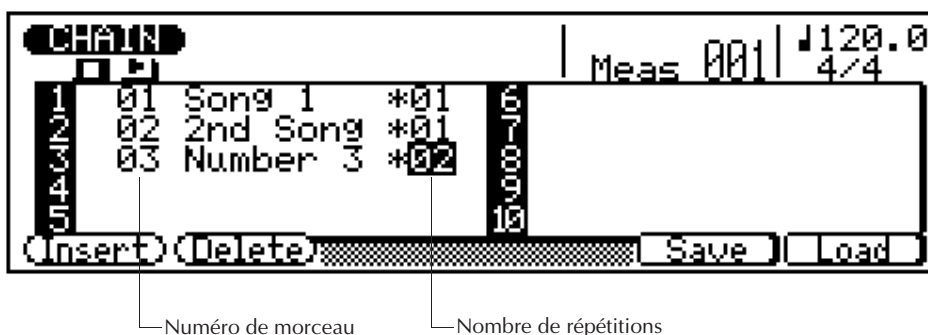 CHAIN
Meas 001 ♩120.0
4/4
1 01 Song 1 *01 6
2 02 2nd Song *01 7
3 03 Number 3 *02 8
4 9
5 10
Insert Delete Save Load
Numéro de morceau Nombre de répétitions